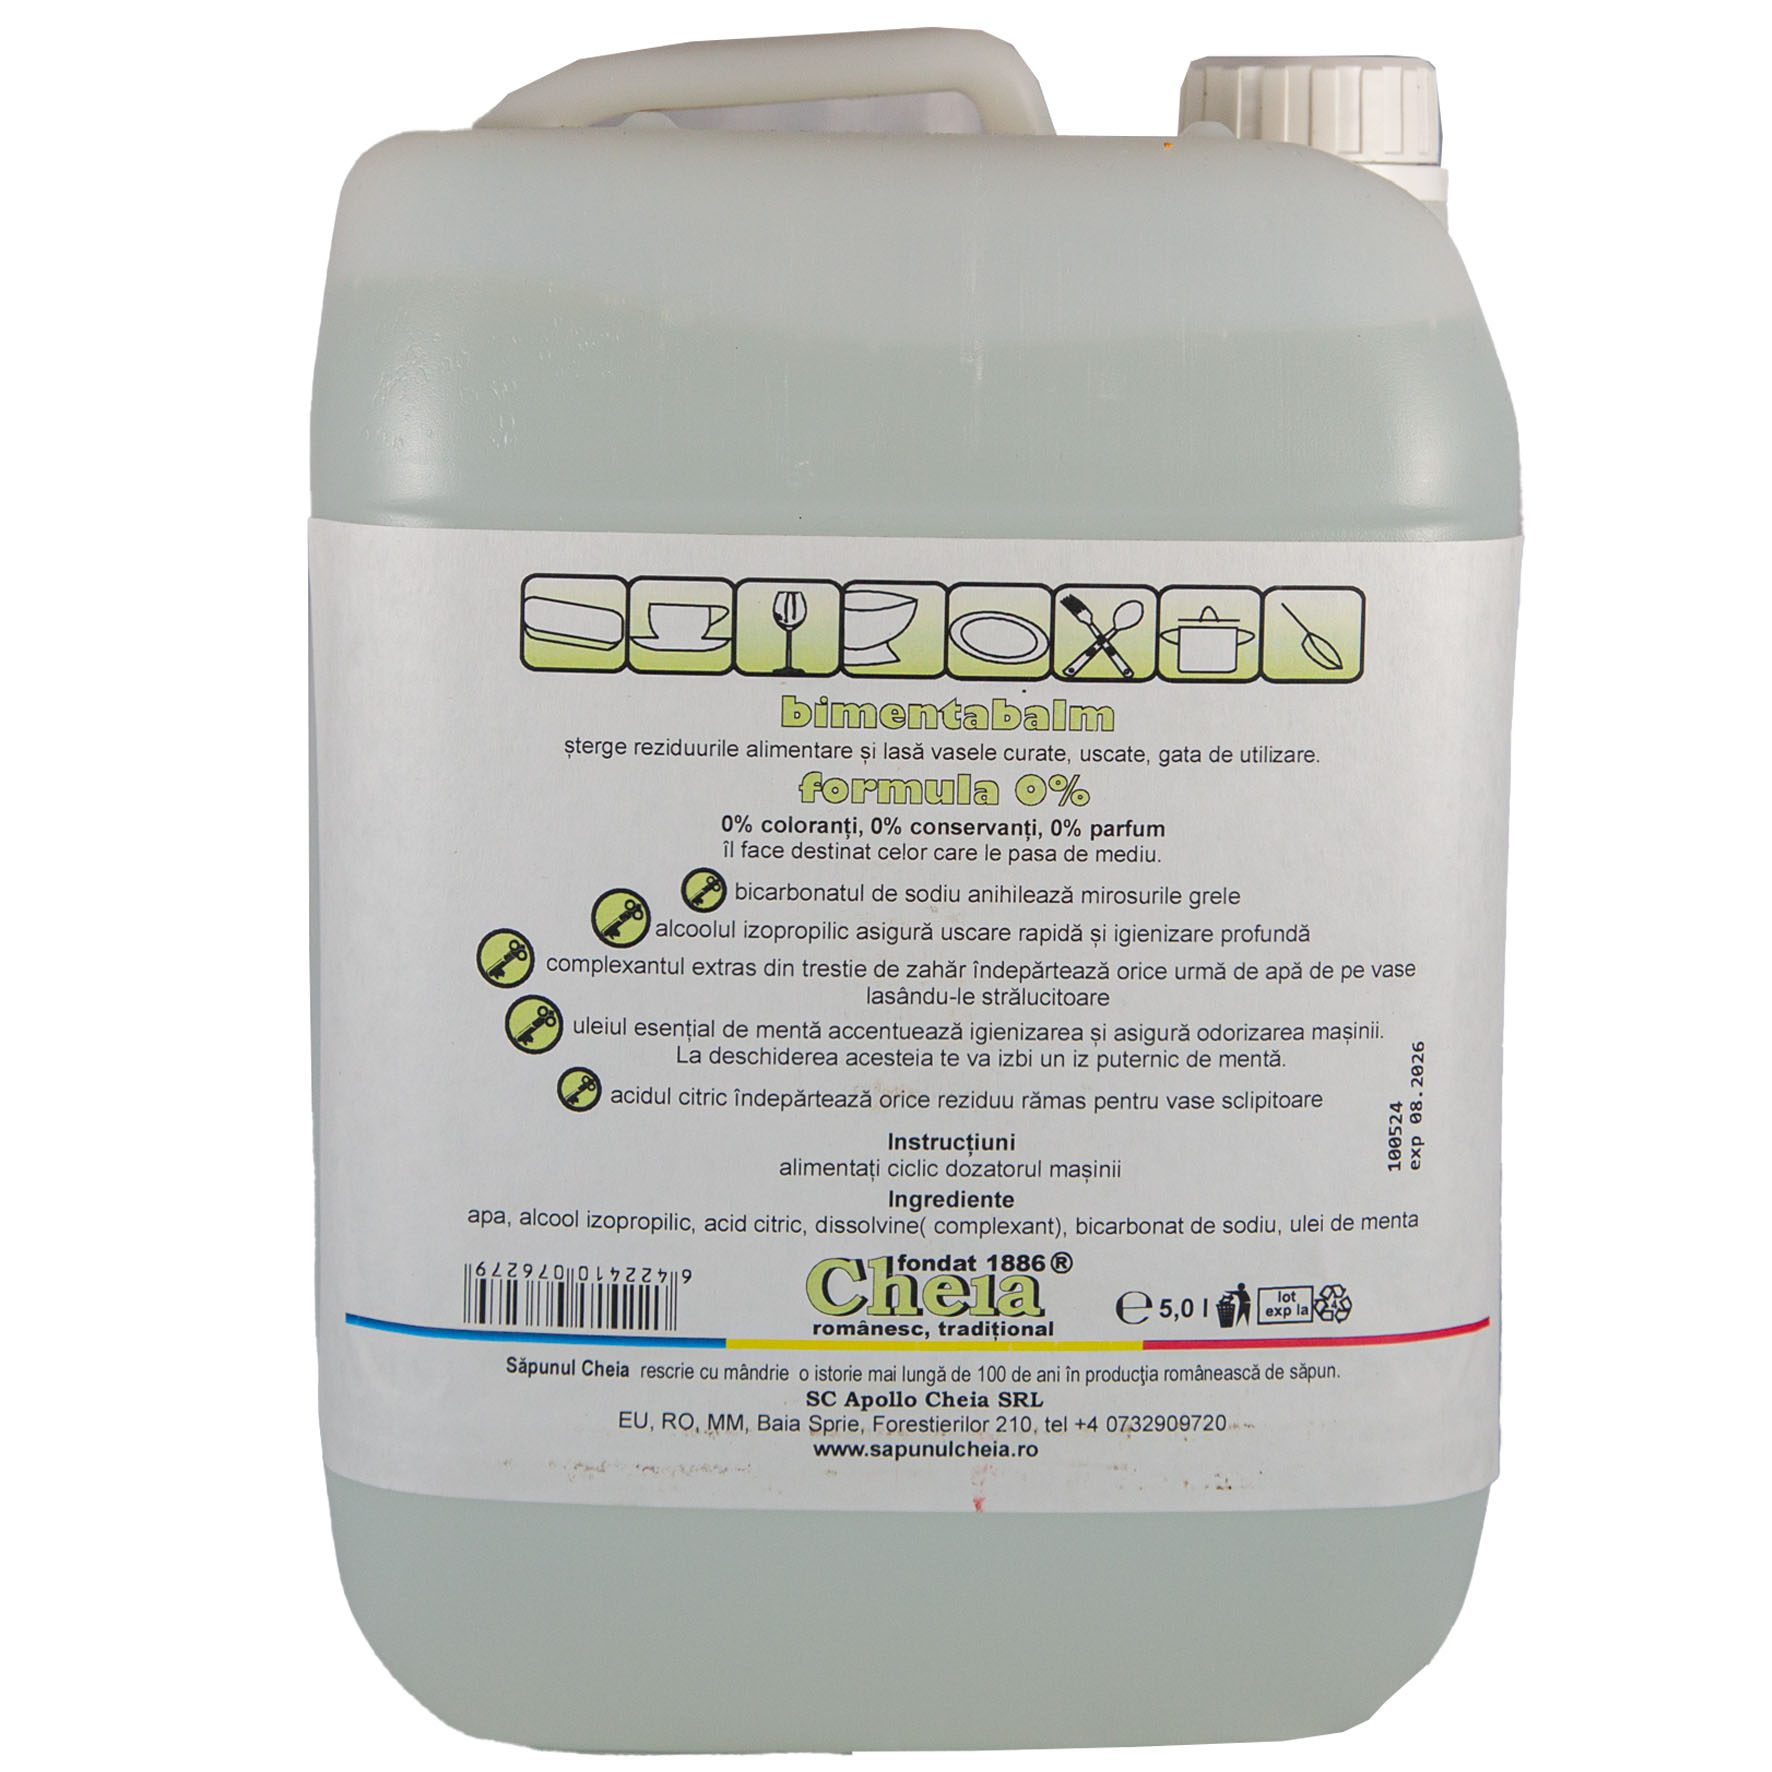 bimentabalm
șterge reziduurile alimentare și lasă vasele curate, uscate, gata de utilizare.
formula 0%
0% coloranți, 0% conservanți, 0% parfum
îl face destinat celor care le pasa de mediu.
bicarbonatul de sodiu anihilează mirosurile grele
alcoolul izopropilic asigură uscare rapidă și igienizare profundă
complexantul extras din trestie de zahăr îndepărtează orice urmă de apă de pe vase
lasându-le strălucitoare
uleiul esențial de mentă accentuează igienizarea și asigură odorizarea mașinii.
La deschiderea acesteia te va izbi un iz puternic de mentă.
acidul citric îndepărtează orice reziduu rămas pentru vase sclipitoare
100524
exp 08.2026
Instrucțiuni
alimentați ciclic dozatorul mașinii
Ingrediente
apa, alcool izopropilic, acid citric, dissolvine( complexant), bicarbonat de sodiu, ulei de menta
6 422410 076279
fondat 1886®
Cheia
românesc, tradițional
℮ 5,0 l
lot
exp la
Săpunul Cheia rescrie cu mândrie o istorie mai lungă de 100 de ani în producția românească de săpun.
SC Apollo Cheia SRL
EU, RO, MM, Baia Sprie, Forestierilor 210, tel +4 0732909720
www.sapunulcheia.ro